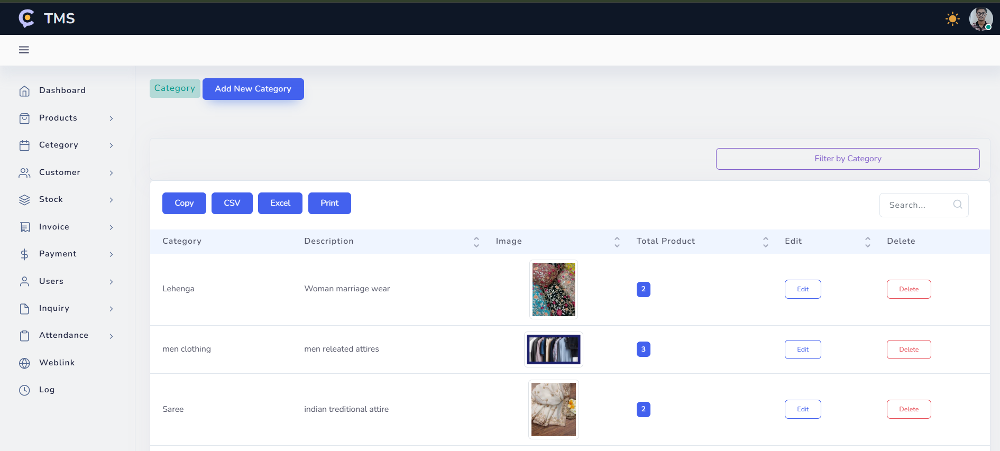 TMS
Dashboard
Products
Cetegory
Customer
Stock
Invoice
Payment
Users
Inquiry
Attendance
Weblink
Log
Category Add New Category
Filter by Category
Copy CSV Excel Print Search...
Category Description Image Total Product Edit Delete
Lehenga Woman marriage wear 2 Edit Delete
men clothing men releated attires 3 Edit Delete
Saree indian treditional attire 2 Edit Delete